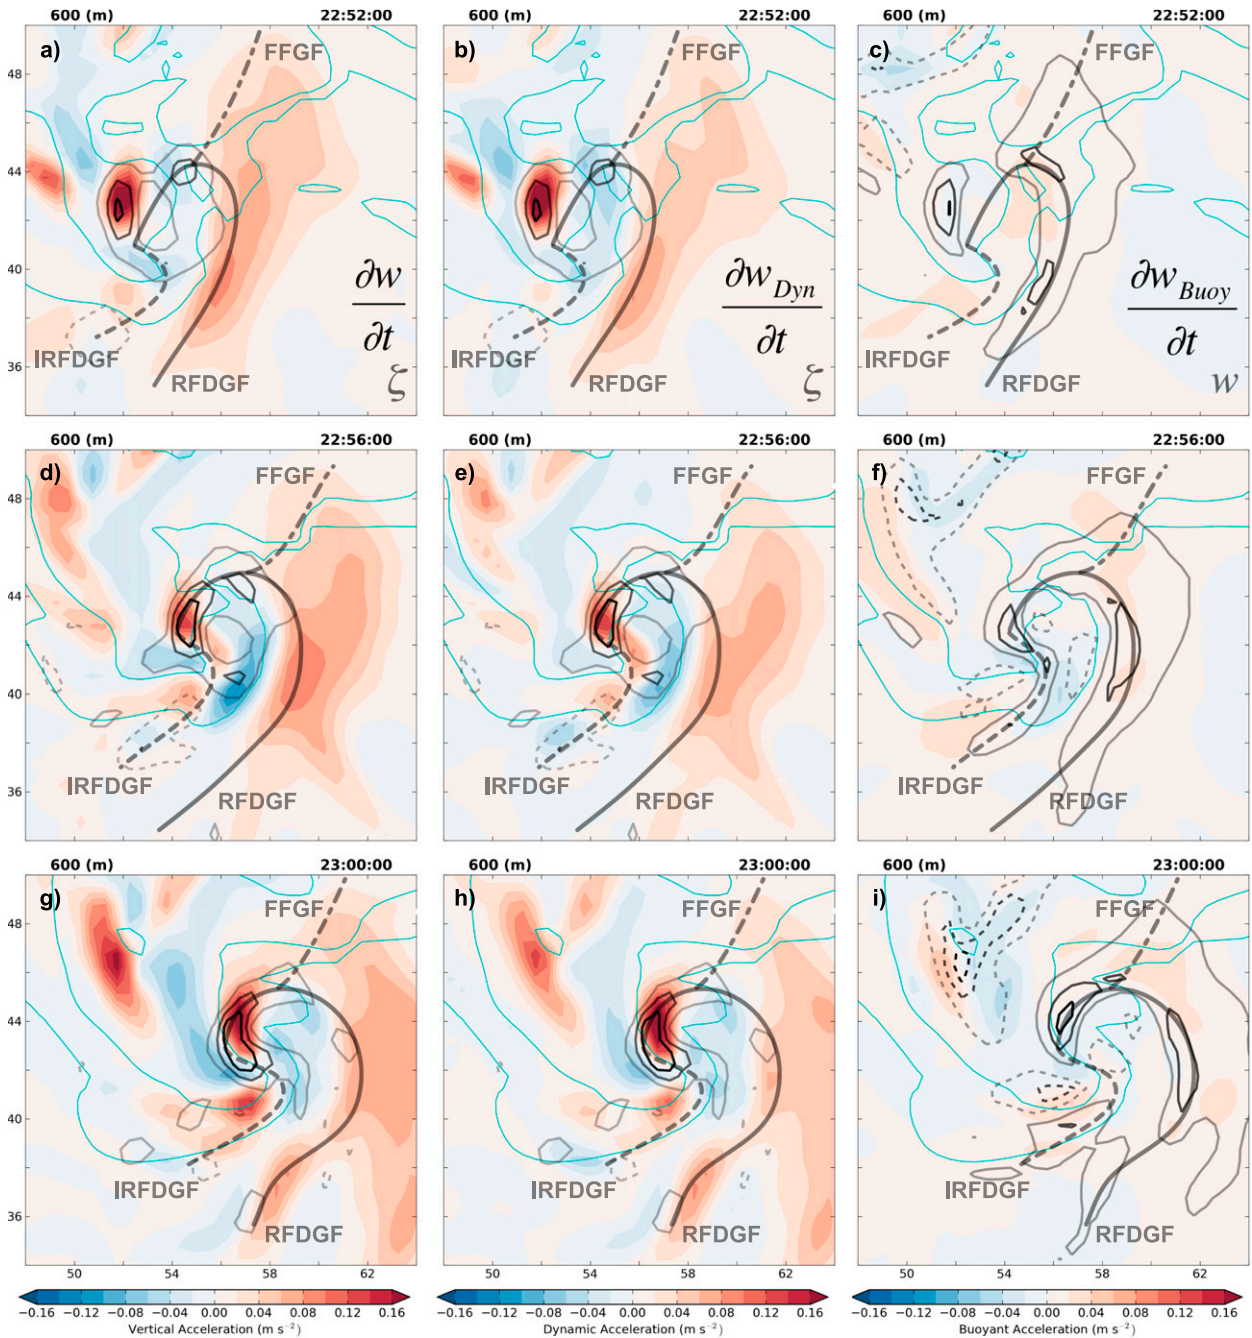 600 (m) 22:52:00
600 (m) 22:52:00
600 (m) 22:52:00
a) FFGF
b) FFGF
c) FFGF
48
44
40
36
∂w
∂t
∂w_Dyn
∂t
∂w_Buoy
∂t
IRFDGF RFDGF ζ
IRFDGF RFDGF ζ
IRFDGF RFDGF w
600 (m) 22:56:00
600 (m) 22:56:00
600 (m) 22:56:00
d) FFGF
e) FFGF
f) FFGF
48
44
40
36
IRFDGF RFDGF
IRFDGF RFDGF
IRFDGF RFDGF
600 (m) 23:00:00
600 (m) 23:00:00
600 (m) 23:00:00
g) FFGF
h) FFGF
i) FFGF
48
44
40
36
IRFDGF RFDGF
IRFDGF RFDGF
IRFDGF RFDGF
50 54 58 62
50 54 58 62
50 54 58 62
−0.16 −0.12 −0.08 −0.04 0.00 0.04 0.08 0.12 0.16
−0.16 −0.12 −0.08 −0.04 0.00 0.04 0.08 0.12 0.16
−0.16 −0.12 −0.08 −0.04 0.00 0.04 0.08 0.12 0.16
Vertical Acceleration (m s⁻²)
Dynamic Acceleration (m s⁻²)
Buoyant Acceleration (m s⁻²)